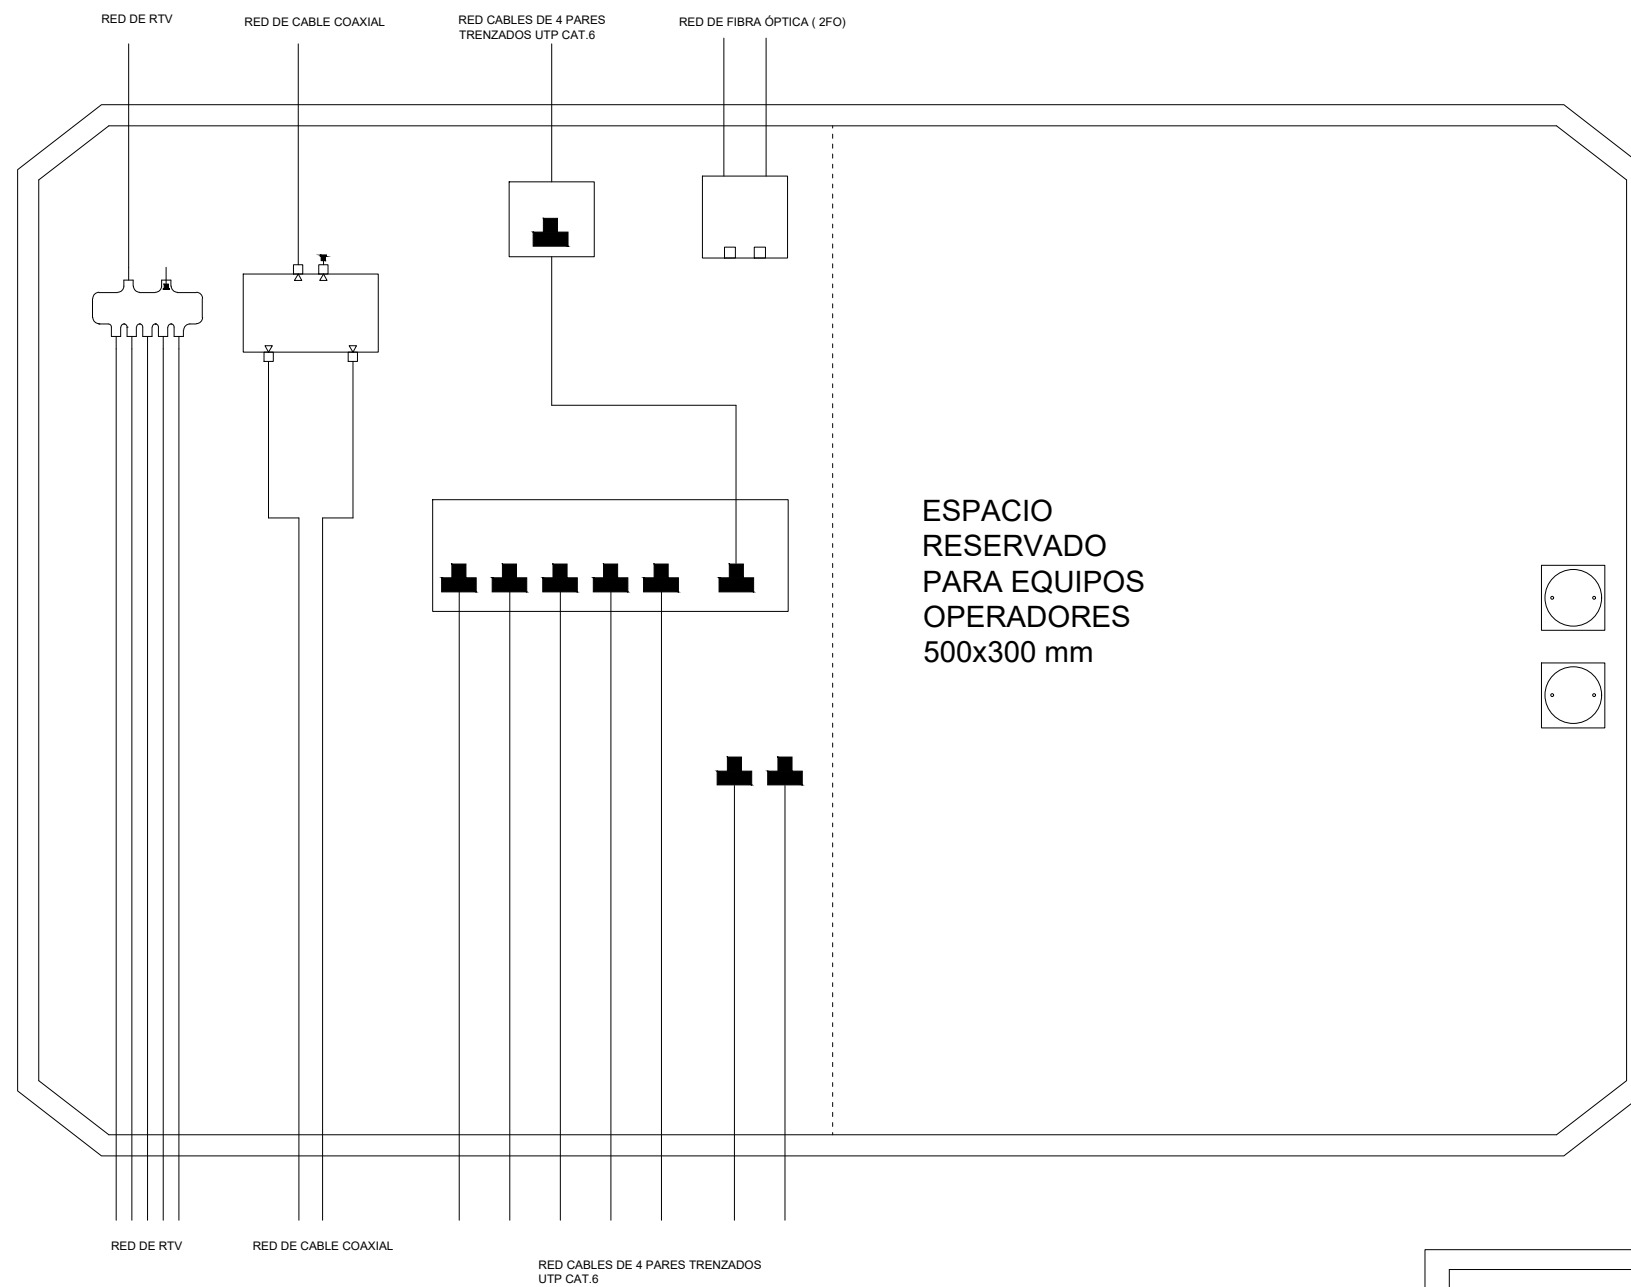 RED DE RTV
RED DE CABLE COAXIAL
RED CABLES DE 4 PARES
TRENZADOS UTP CAT.6
RED DE FIBRA ÓPTICA ( 2FO)
ESPACIO
RESERVADO
PARA EQUIPOS
OPERADORES
500x300 mm
RED DE RTV
RED DE CABLE COAXIAL
RED CABLES DE 4 PARES TRENZADOS
UTP CAT.6